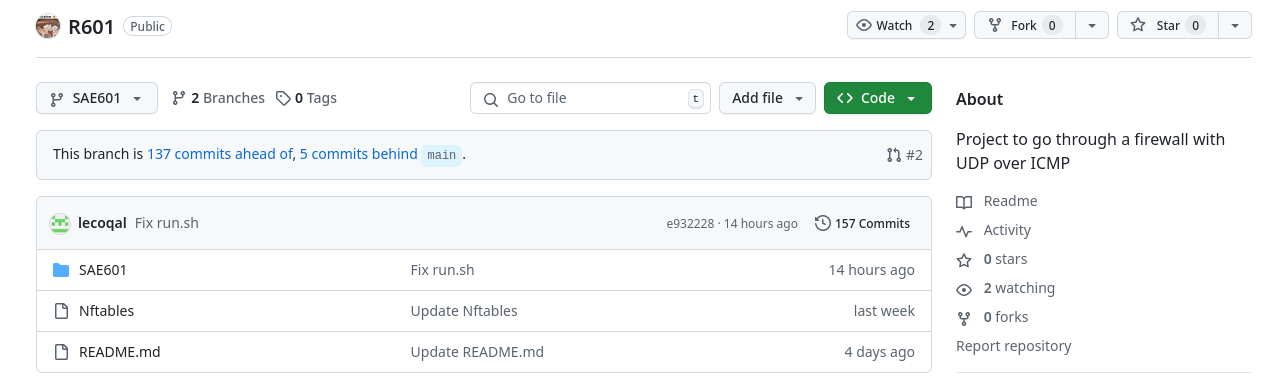 R601 Public Watch 2 Fork 0 Star 0
SAE601 2 Branches 0 Tags Go to file t Add file Code
This branch is 137 commits ahead of, 5 commits behind main. #2
lecoqal Fix run.sh e932228 · 14 hours ago 157 Commits
SAE601 Fix run.sh 14 hours ago
Nftables Update Nftables last week
README.md Update README.md 4 days ago
About
Project to go through a firewall with
UDP over ICMP
Readme
Activity
0 stars
2 watching
0 forks
Report repository